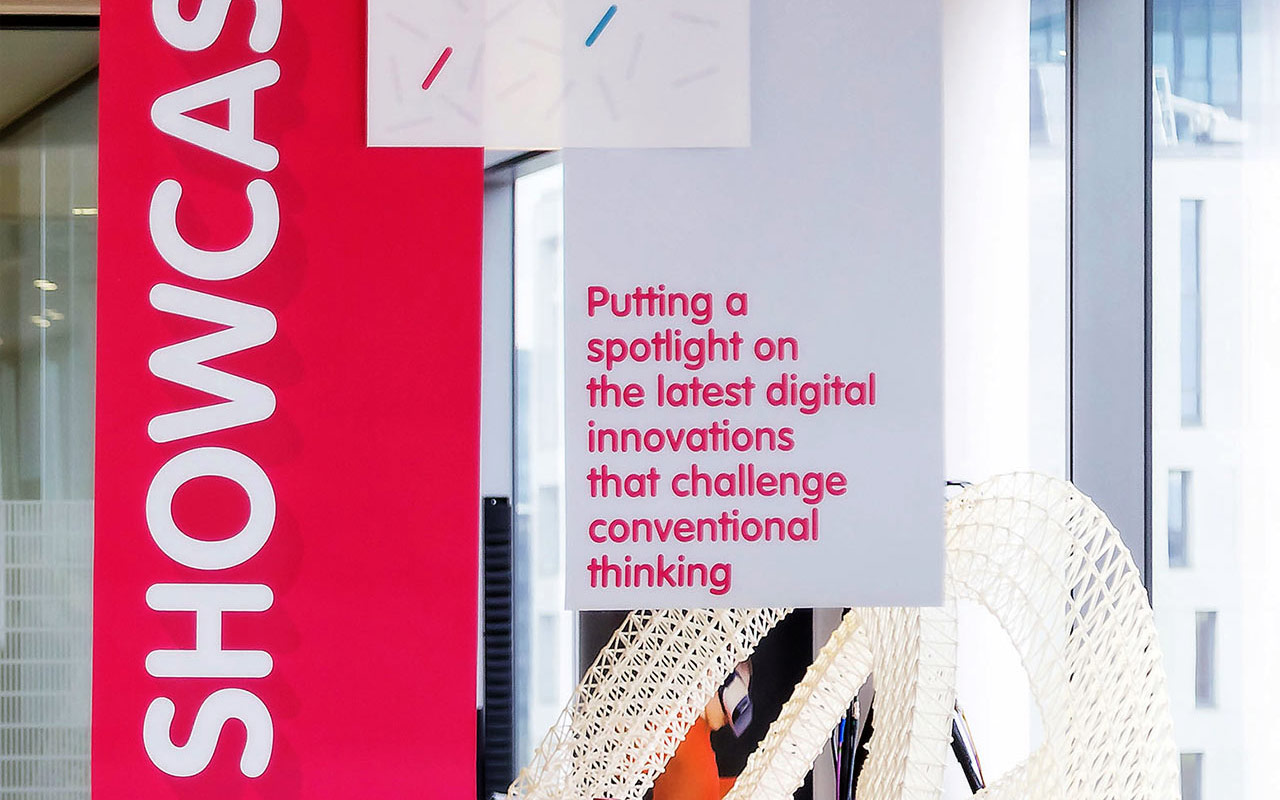 SHOWCAS
Putting a
spotlight on
the latest digital
innovations
that challenge
conventional
thinking